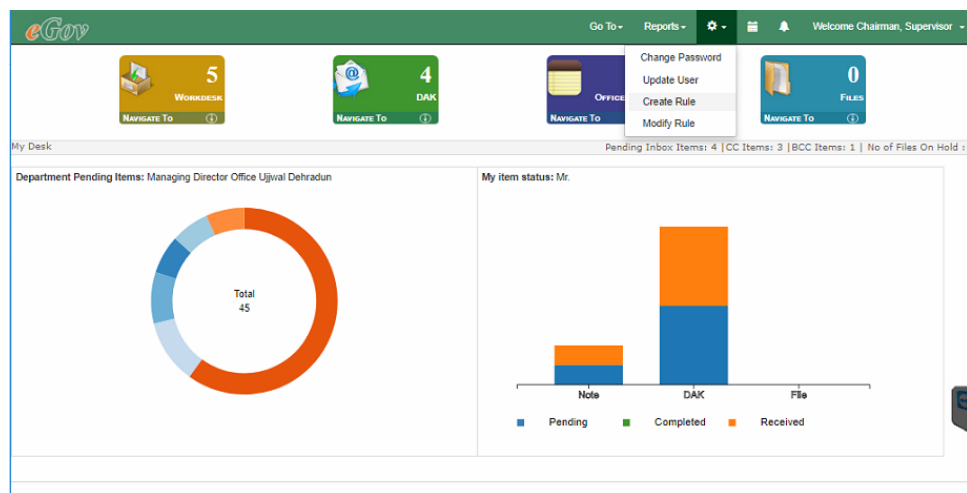 eGov
Go To
Reports
Welcome Chairman, Supervisor
Change Password
Update User
Create Rule
Modify Rule
5
WORKDESK
NAVIGATE TO
4
DAK
NAVIGATE TO
OFFICE
NAVIGATE TO
0
FILES
NAVIGATE TO
My Desk
Pending Inbox Items: 4 |CC Items: 3 |BCC Items: 1 | No of Files On Hold :
Department Pending Items: Managing Director Office Ujjwal Dehradun
Total
45
My item status: Mr.
Note
DAK
File
Pending
Completed
Received